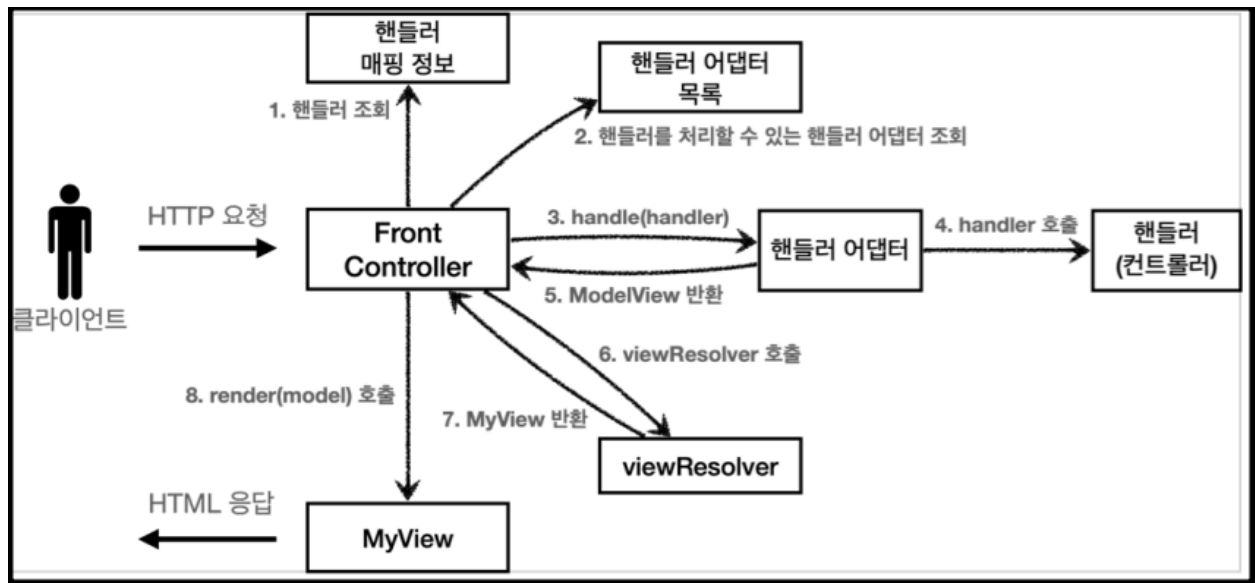 핸들러
매핑 정보
핸들러 어댑터
목록
1. 핸들러 조회
2. 핸들러를 처리할 수 있는 핸들러 어댑터 조회
HTTP 요청
클라이언트
Front
Controller
3. handle(handler)
핸들러 어댑터
4. handler 호출
핸들러
(컨트롤러)
5. ModelView 반환
6. viewResolver 호출
7. MyView 반환
viewResolver
8. render(model) 호출
HTML 응답
MyView